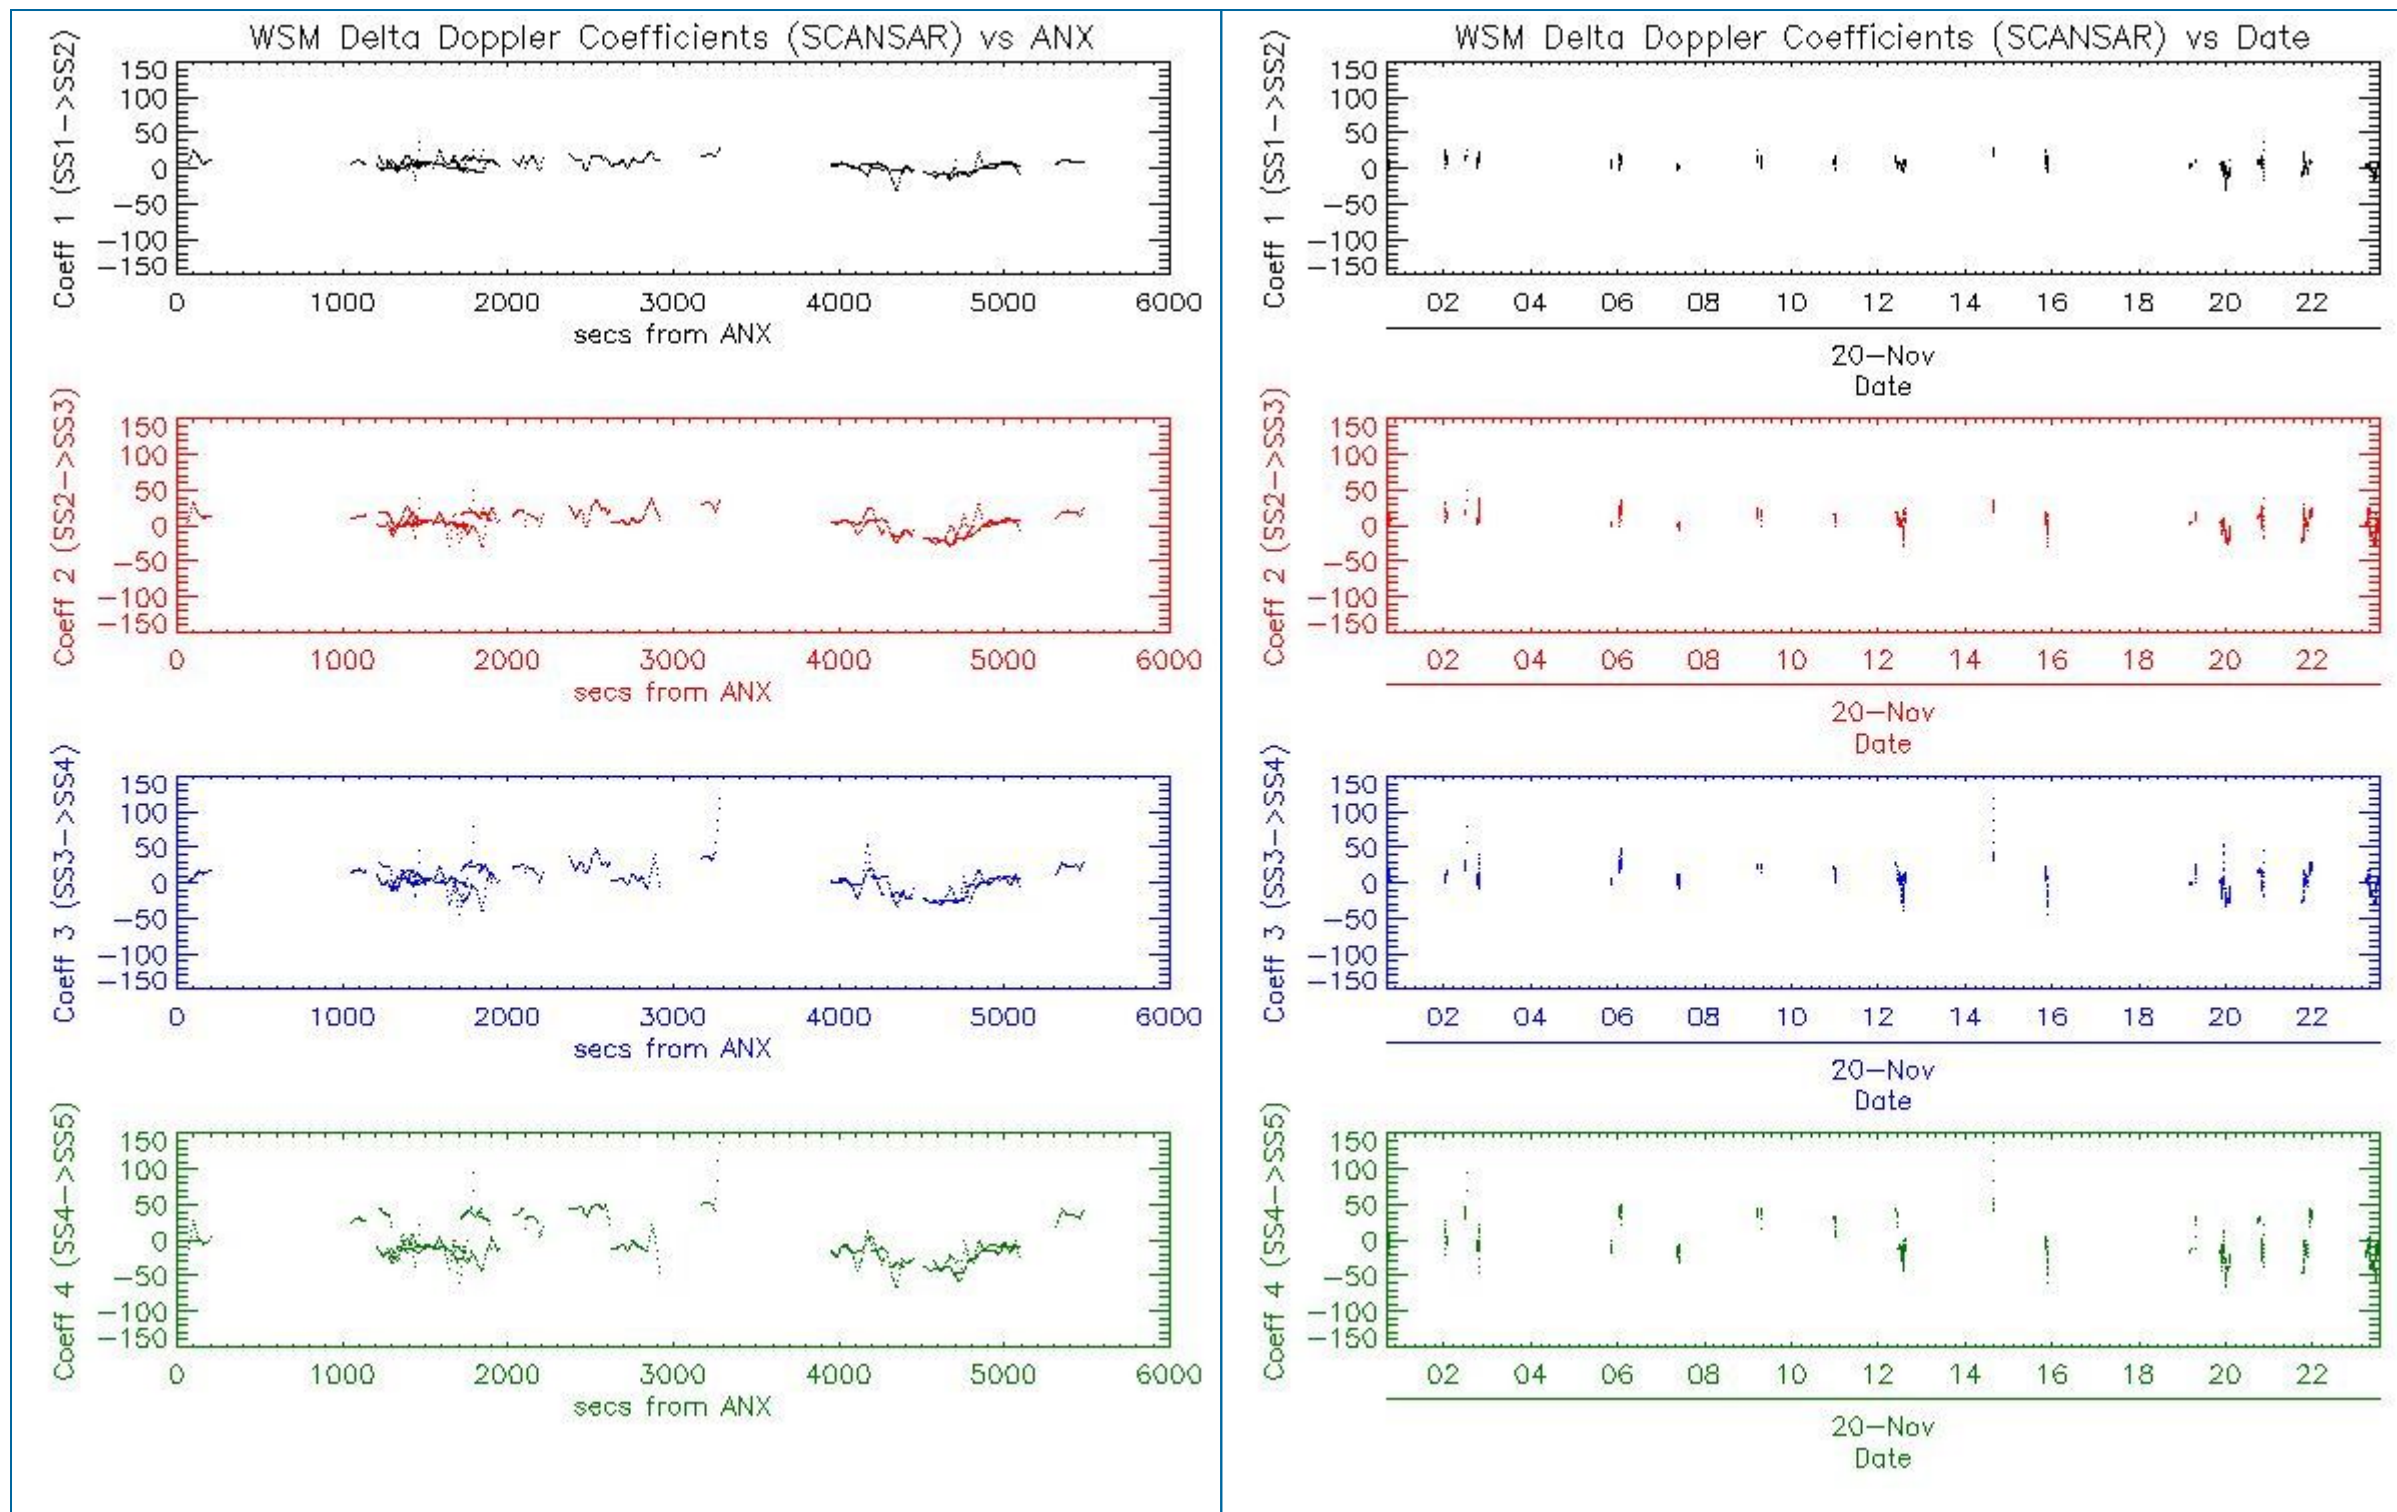 WSM Delta Doppler Coefficients (SCANSAR) vs ANX
Coeff 1 (SS1->SS2)
150
100
50
0
-50
-100
-150
0 1000 2000 3000 4000 5000 6000
secs from ANX
Coeff 2 (SS2->SS3)
150
100
50
0
-50
-100
-150
0 1000 2000 3000 4000 5000 6000
secs from ANX
Coeff 3 (SS3->SS4)
150
100
50
0
-50
-100
-150
0 1000 2000 3000 4000 5000 6000
secs from ANX
Coeff 4 (SS4->SS5)
150
100
50
0
-50
-100
-150
0 1000 2000 3000 4000 5000 6000
secs from ANX
WSM Delta Doppler Coefficients (SCANSAR) vs Date
Coeff 1 (SS1->SS2)
150
100
50
0
-50
-100
-150
02 04 06 08 10 12 14 16 18 20 22
20-Nov
Date
Coeff 2 (SS2->SS3)
150
100
50
0
-50
-100
-150
02 04 06 08 10 12 14 16 18 20 22
20-Nov
Date
Coeff 3 (SS3->SS4)
150
100
50
0
-50
-100
-150
02 04 06 08 10 12 14 16 18 20 22
20-Nov
Date
Coeff 4 (SS4->SS5)
150
100
50
0
-50
-100
-150
02 04 06 08 10 12 14 16 18 20 22
20-Nov
Date